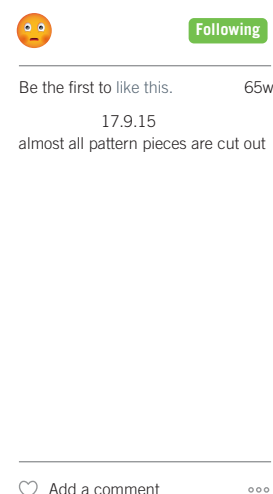 Following
Be the first to like this. 65w
17.9.15
almost all pattern pieces are cut out
Add a comment